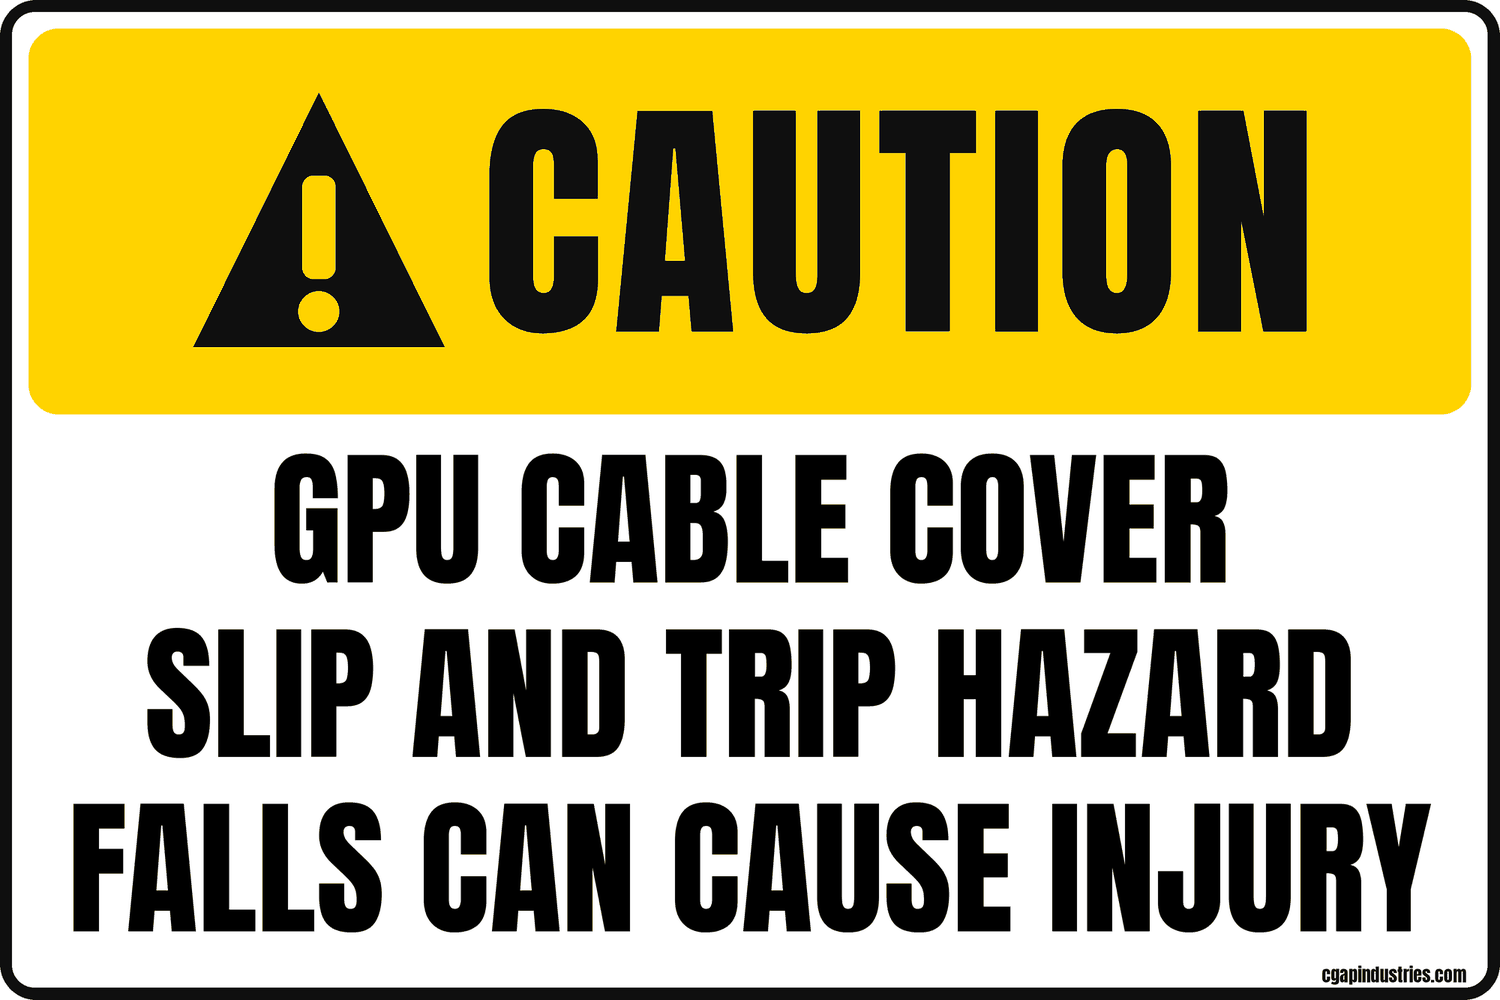 CAUTION
GPU CABLE COVER
SLIP AND TRIP HAZARD
FALLS CAN CAUSE INJURY
cgapindustries.com